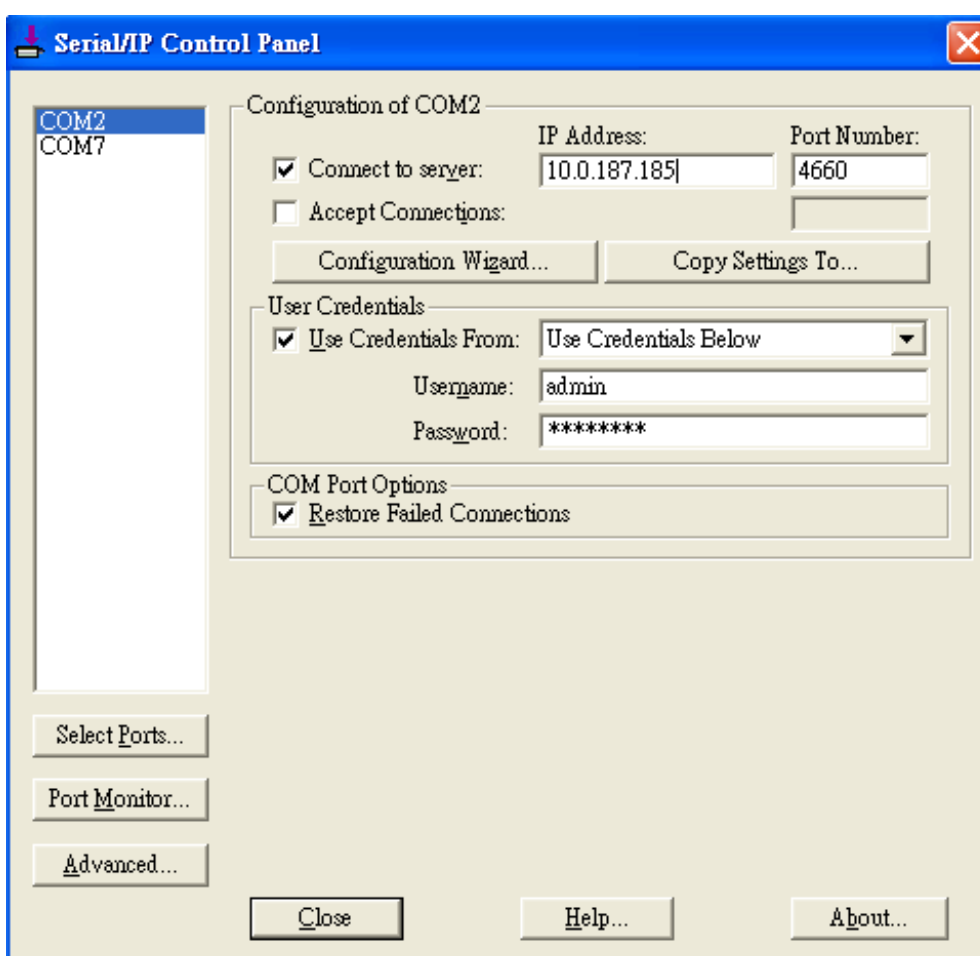 Serial/IP Control Panel
COM2
COM7
Configuration of COM2
IP Address: Port Number:
Connect to server: 10.0.187.185 4660
Accept Connections:
Configuration Wizard... Copy Settings To...
User Credentials
Use Credentials From: Use Credentials Below
Username: admin
Password: ********
COM Port Options
Restore Failed Connections
Select Ports...
Port Monitor...
Advanced...
Close Help... About...